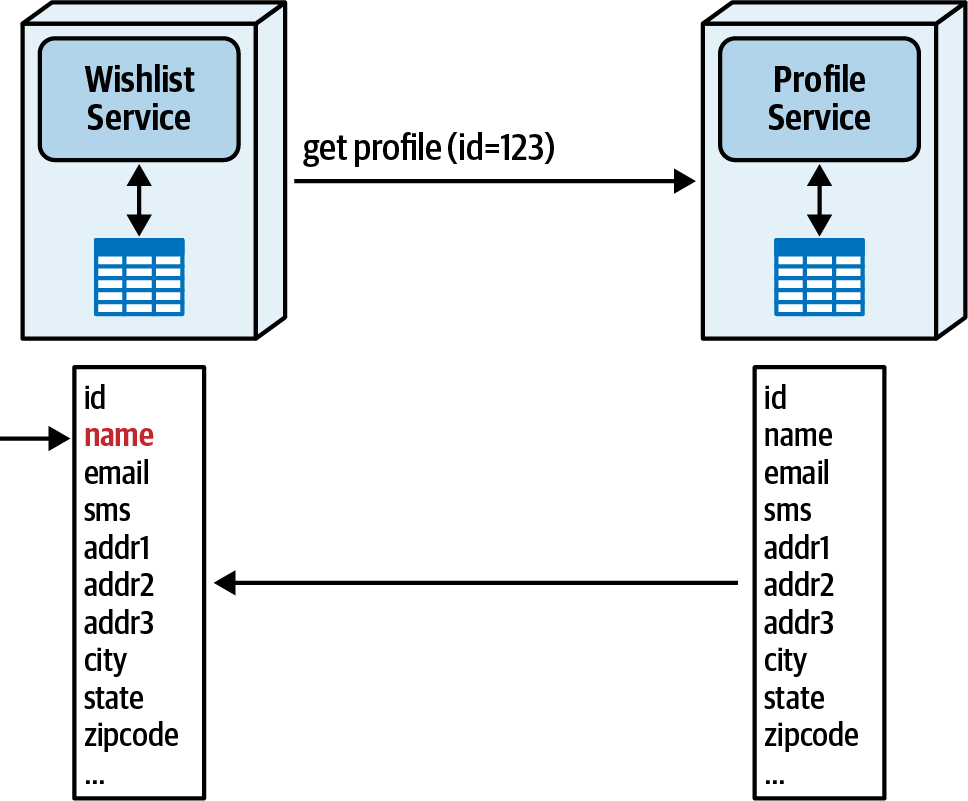 Wishlist
Service
get profile (id=123)
Profile
Service
id
name
email
sms
addr1
addr2
addr3
city
state
zipcode
...
id
name
email
sms
addr1
addr2
addr3
city
state
zipcode
...